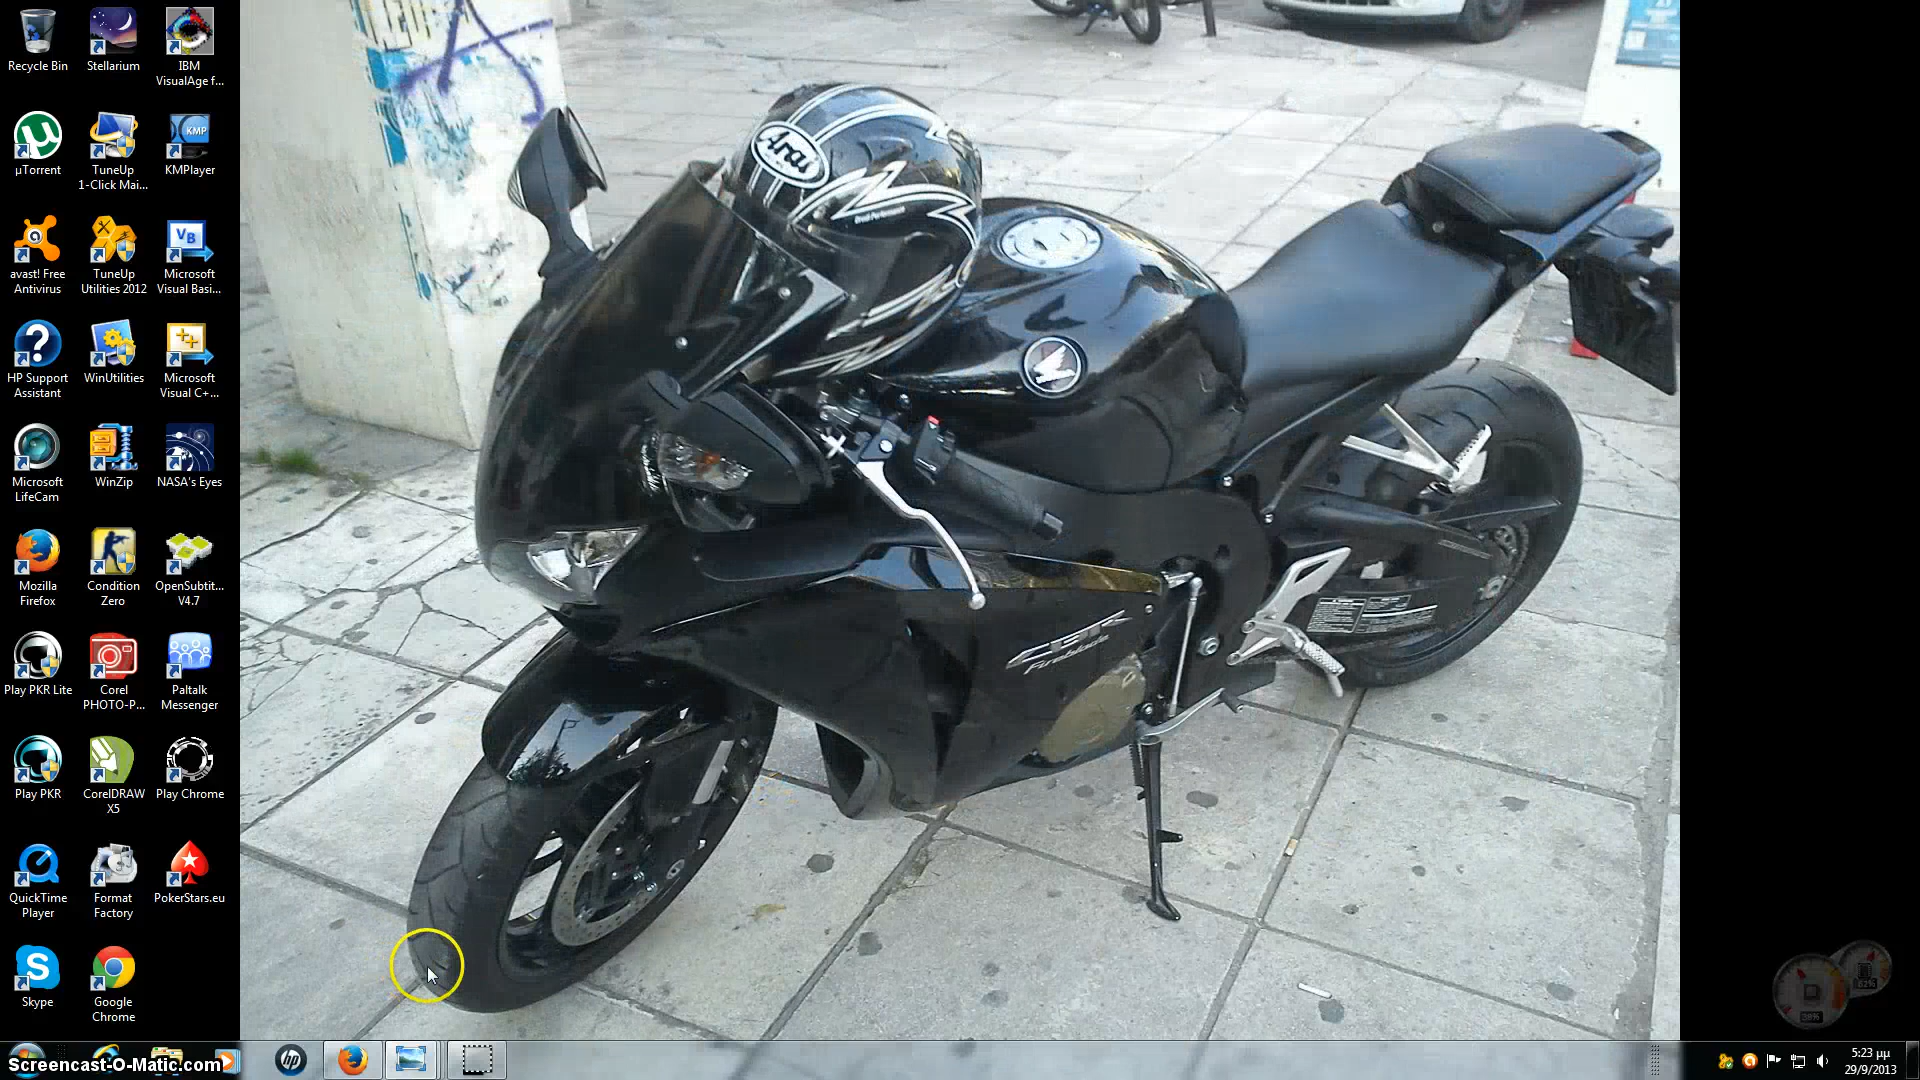 Recycle Bin
Stellarium
IBM
VisualAge f...
µTorrent
TuneUp
1-Click Mai...
KMPlayer
avast! Free
Antivirus
TuneUp
Utilities 2012
Microsoft
Visual Basi...
HP Support
Assistant
WinUtilities
Microsoft
Visual C+...
Microsoft
LifeCam
WinZip
NASA's Eyes
Mozilla
Firefox
Condition
Zero
OpenSubtit...
V4.7
Play PKR Lite
Corel
PHOTO-P...
Paltalk
Messenger
Play PKR
CorelDRAW
X5
Play Chrome
QuickTime
Player
Format
Factory
PokerStars.eu
Skype
Google
Chrome
KMP
VB
Arai
CBR
Fireblade
hp
Screencast-O-Matic.com
5:23 μμ
29/9/2013